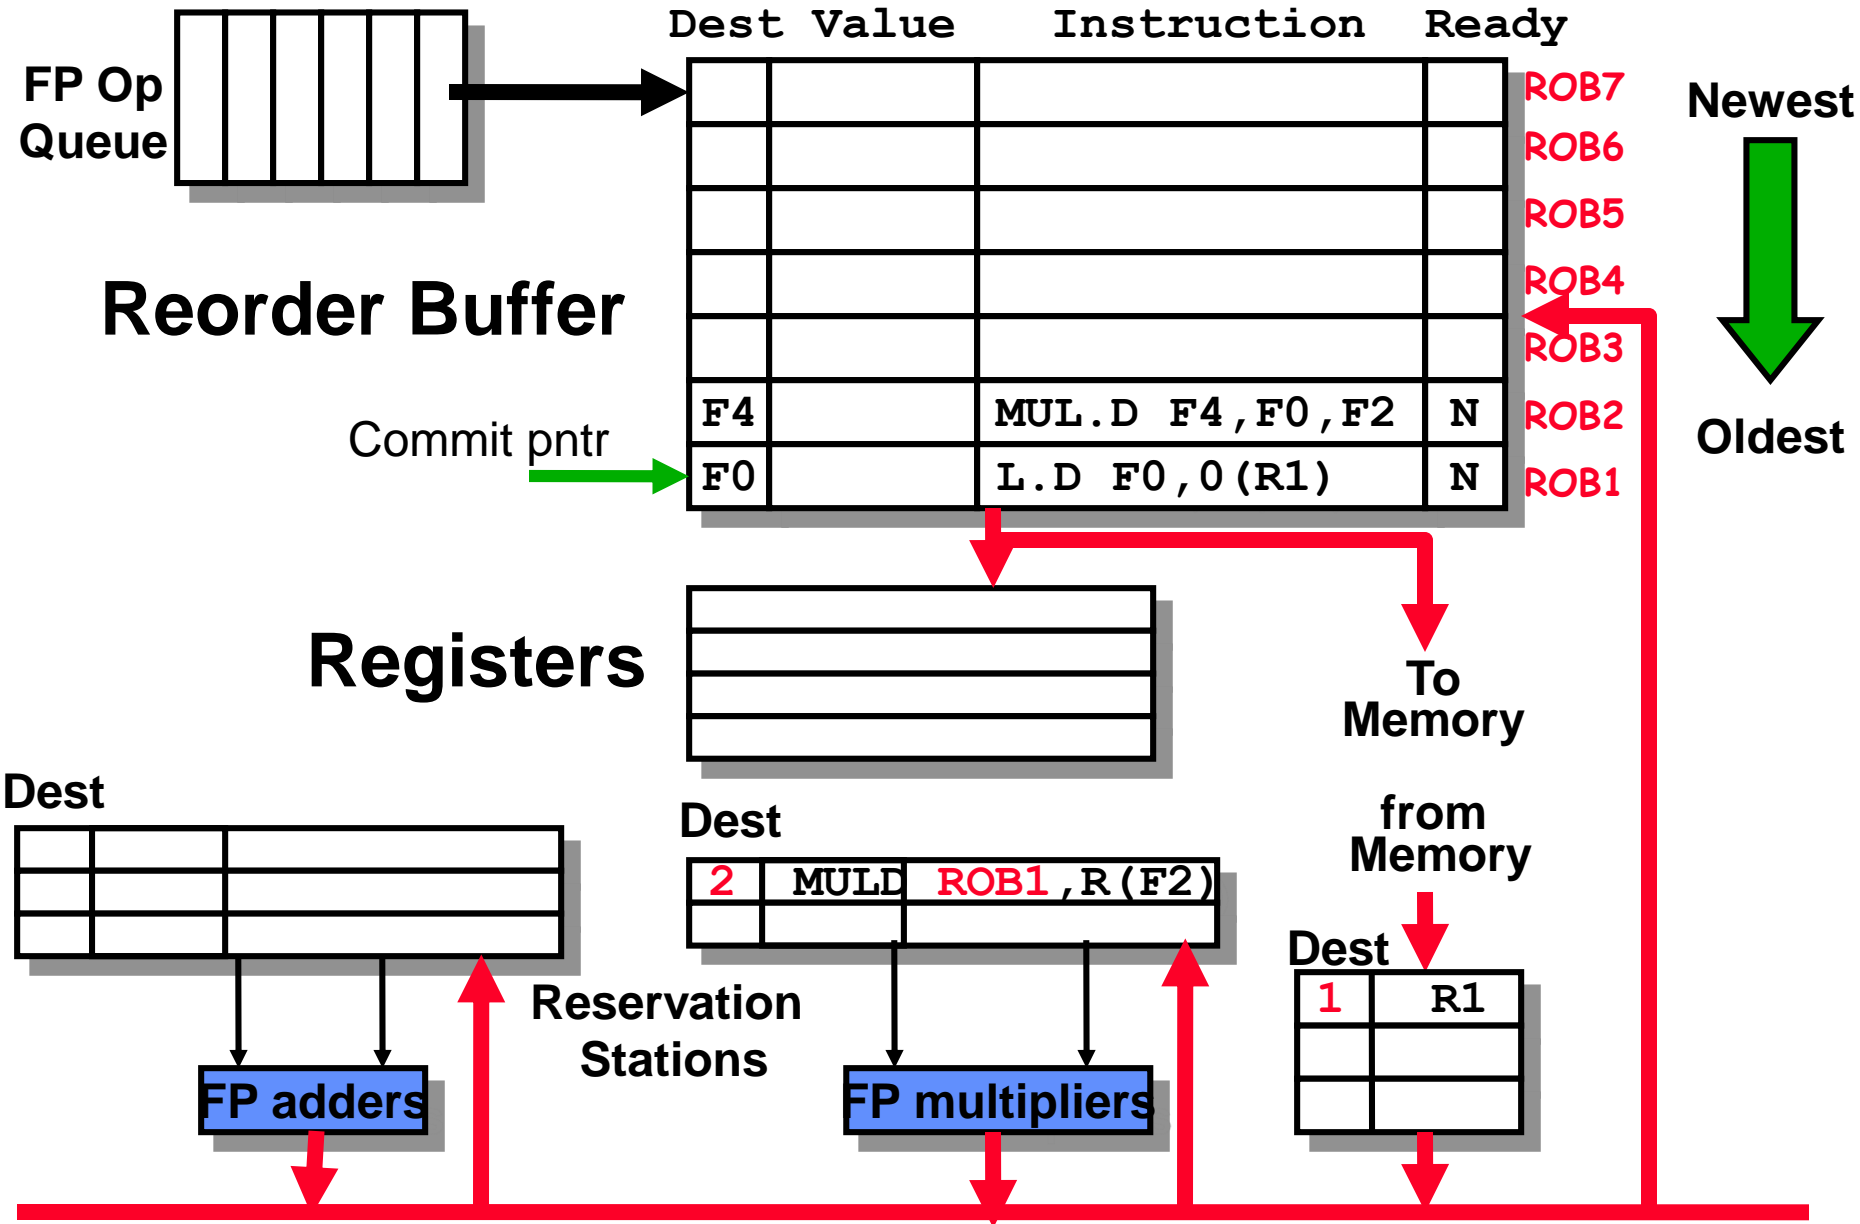 Dest Value Instruction Ready
FP Op
Queue
ROB7
Newest
ROB6
ROB5
Reorder Buffer
ROB4
ROB3
F4 MUL.D F4,F0,F2 N ROB2
Commit pntr
Oldest
F0 L.D F0,0(R1) N ROB1
Registers
To
Memory
Dest
Dest
from
Memory
2 MULD ROB1,R(F2)
Dest
1 R1
Reservation
Stations
FP adders
FP multipliers